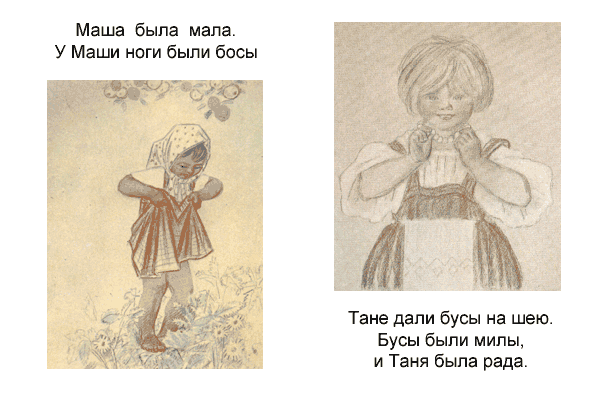 Маша была мала.
У Маши ноги были босы
Тане дали бусы на шею.
Бусы были милы,
и Таня была рада.